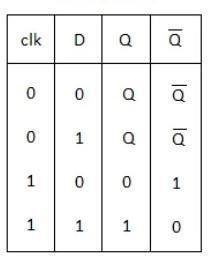 clk D Q Q̅
0 0 Q Q̅
0 1 Q Q̅
1 0 0 1
1 1 1 0